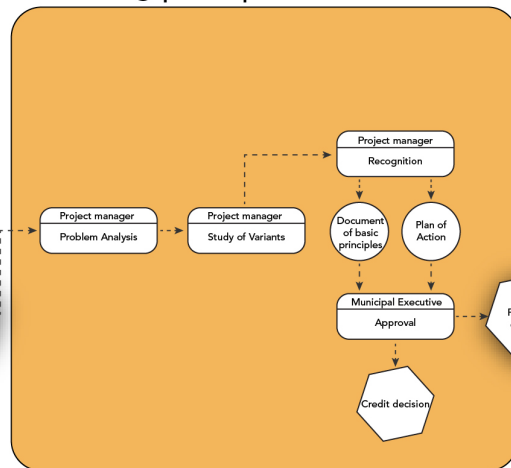 Project manager
Recognition
Project manager
Problem Analysis
Project manager
Study of Variants
Document
of basic
principles
Plan of
Action
Municipal Executive
Approval
Credit decision